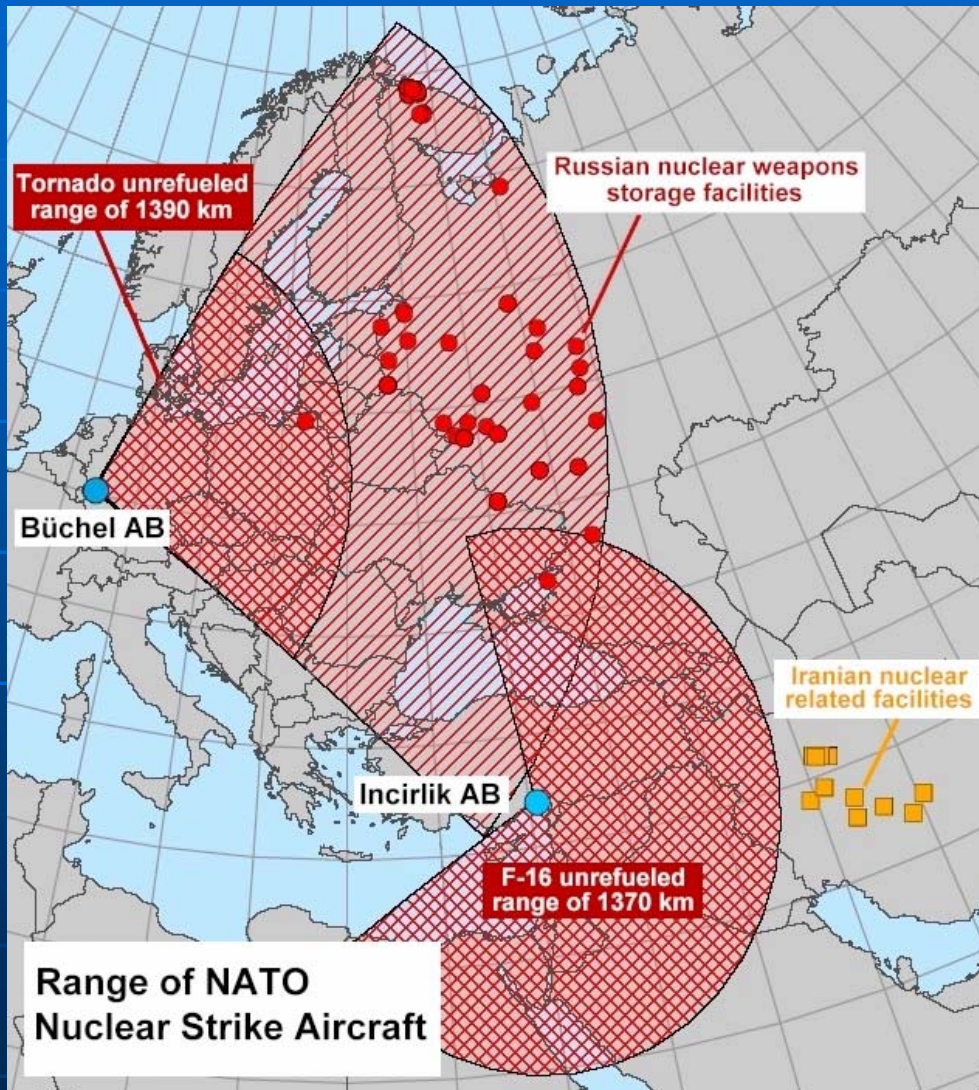 Tornado unrefueled
range of 1390 km
Russian nuclear weapons
storage facilities
Büchel AB
Iranian nuclear
related facilities
Incirlik AB
F-16 unrefueled
range of 1370 km
Range of NATO
Nuclear Strike Aircraft